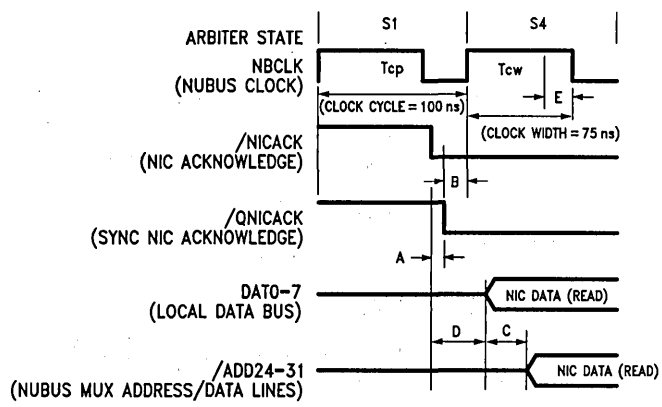 S1 S4
ARBITER STATE
NBCLK
(NUBUS CLOCK)
Tcp Tcw
E
(CLOCK CYCLE = 100 ns)
(CLOCK WIDTH = 75 ns)
/NICACK
(NIC ACKNOWLEDGE)
B
/QNICACK
(SYNC NIC ACKNOWLEDGE)
A
DAT0-7
(LOCAL DATA BUS)
NIC DATA (READ)
D C
/ADD24-31
(NUBUS MUX ADDRESS/DATA LINES)
NIC DATA (READ)